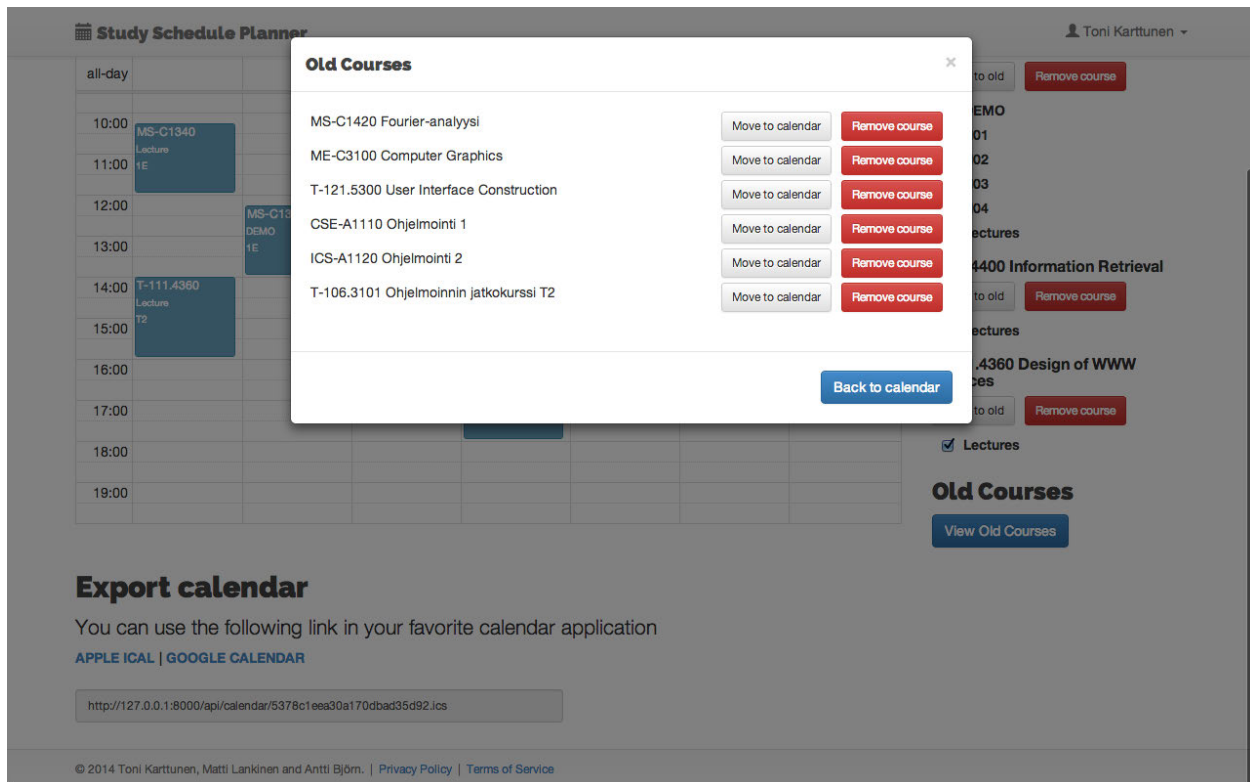 Study Schedule Planner
Toni Karttunen
all-day
10:00
11:00
12:00
13:00
14:00
15:00
16:00
17:00
18:00
19:00
MS-C1340
Lecture
1E
MS-C13
DEMO
1E
T-111.4360
Lecture
T2
Old Courses
×
MS-C1420 Fourier-analyysi
Move to calendar
Remove course
ME-C3100 Computer Graphics
Move to calendar
Remove course
T-121.5300 User Interface Construction
Move to calendar
Remove course
CSE-A1110 Ohjelmointi 1
Move to calendar
Remove course
ICS-A1120 Ohjelmointi 2
Move to calendar
Remove course
T-106.3101 Ohjelmoinnin jatkokurssi T2
Move to calendar
Remove course
Back to calendar
to old
Remove course
EMO
01
02
03
04
ectures
4400 Information Retrieval
to old
Remove course
ectures
.4360 Design of WWW
ces
to old
Remove course
Lectures
Old Courses
View Old Courses
Export calendar
You can use the following link in your favorite calendar application
APPLE ICAL | GOOGLE CALENDAR
http://127.0.0.1:8000/api/calendar/5378c1eea30a170dbad35d92.ics
© 2014 Toni Karttunen, Matti Lankinen and Antti Björn. | Privacy Policy | Terms of Service